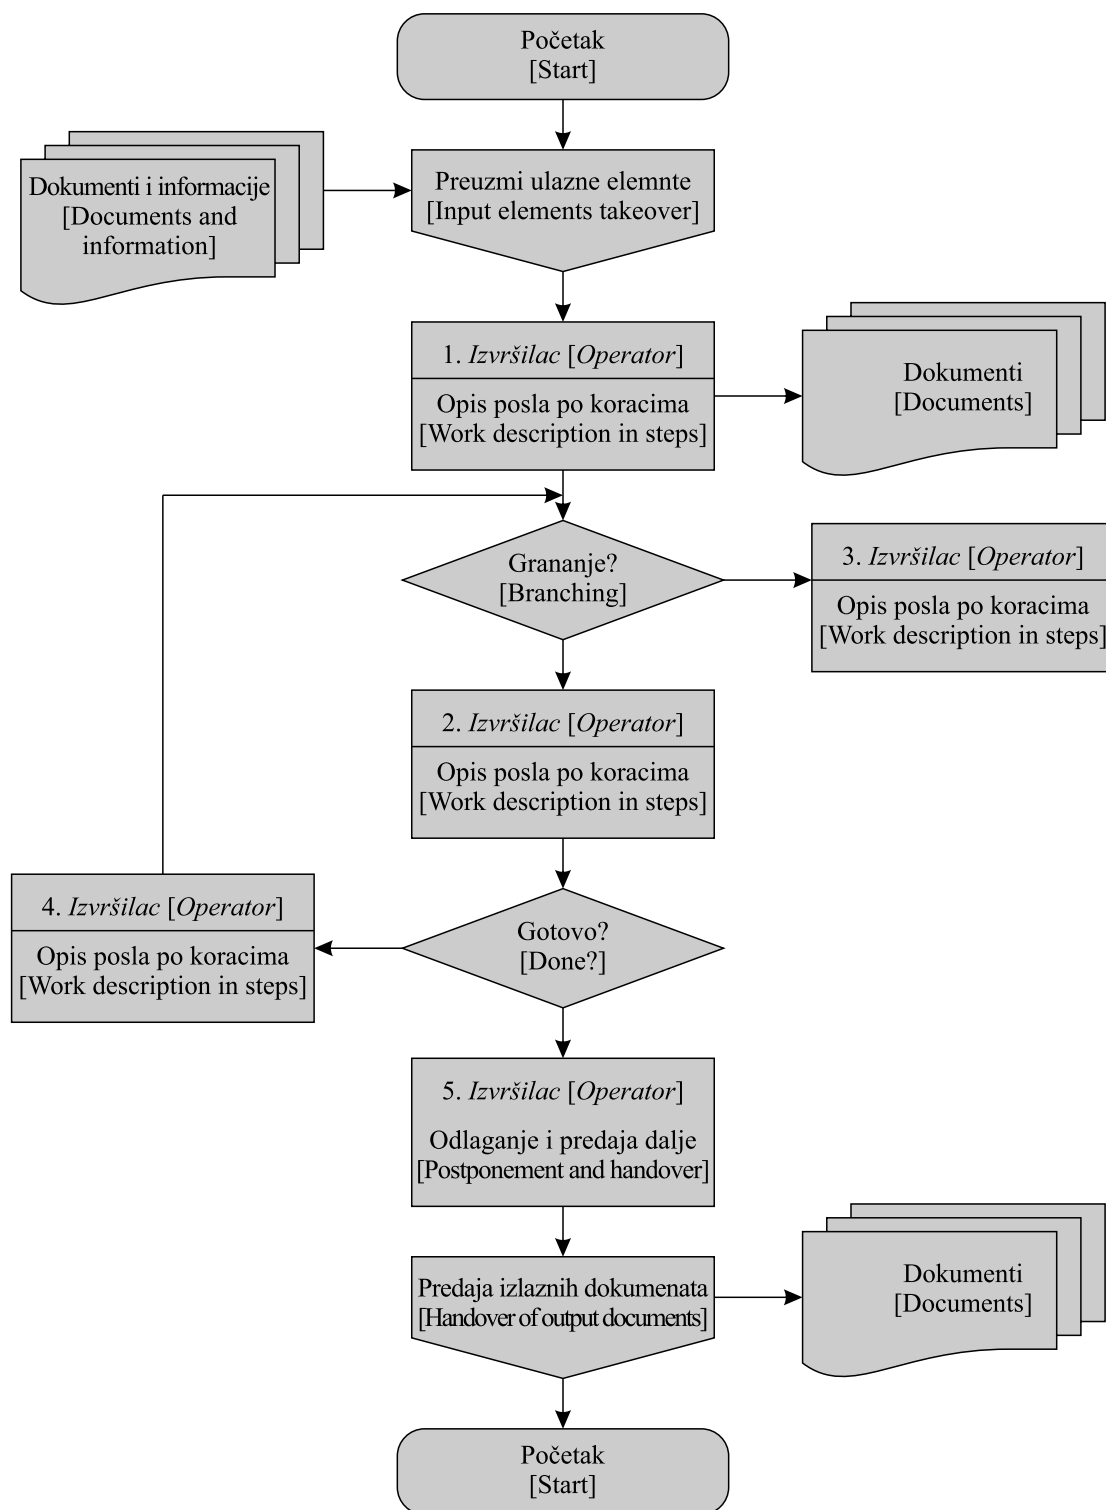 Početak
[Start]
Dokumenti i informacije
[Documents and
information]
Preuzmi ulazne elemnte
[Input elements takeover]
1. Izvršilac [Operator]
Opis posla po koracima
[Work description in steps]
Dokumenti
[Documents]
Grananje?
[Branching]
3. Izvršilac [Operator]
Opis posla po koracima
[Work description in steps]
2. Izvršilac [Operator]
Opis posla po koracima
[Work description in steps]
4. Izvršilac [Operator]
Opis posla po koracima
[Work description in steps]
Gotovo?
[Done?]
5. Izvršilac [Operator]
Odlaganje i predaja dalje
[Postponement and handover]
Predaja izlaznih dokumenata
[Handover of output documents]
Dokumenti
[Documents]
Početak
[Start]